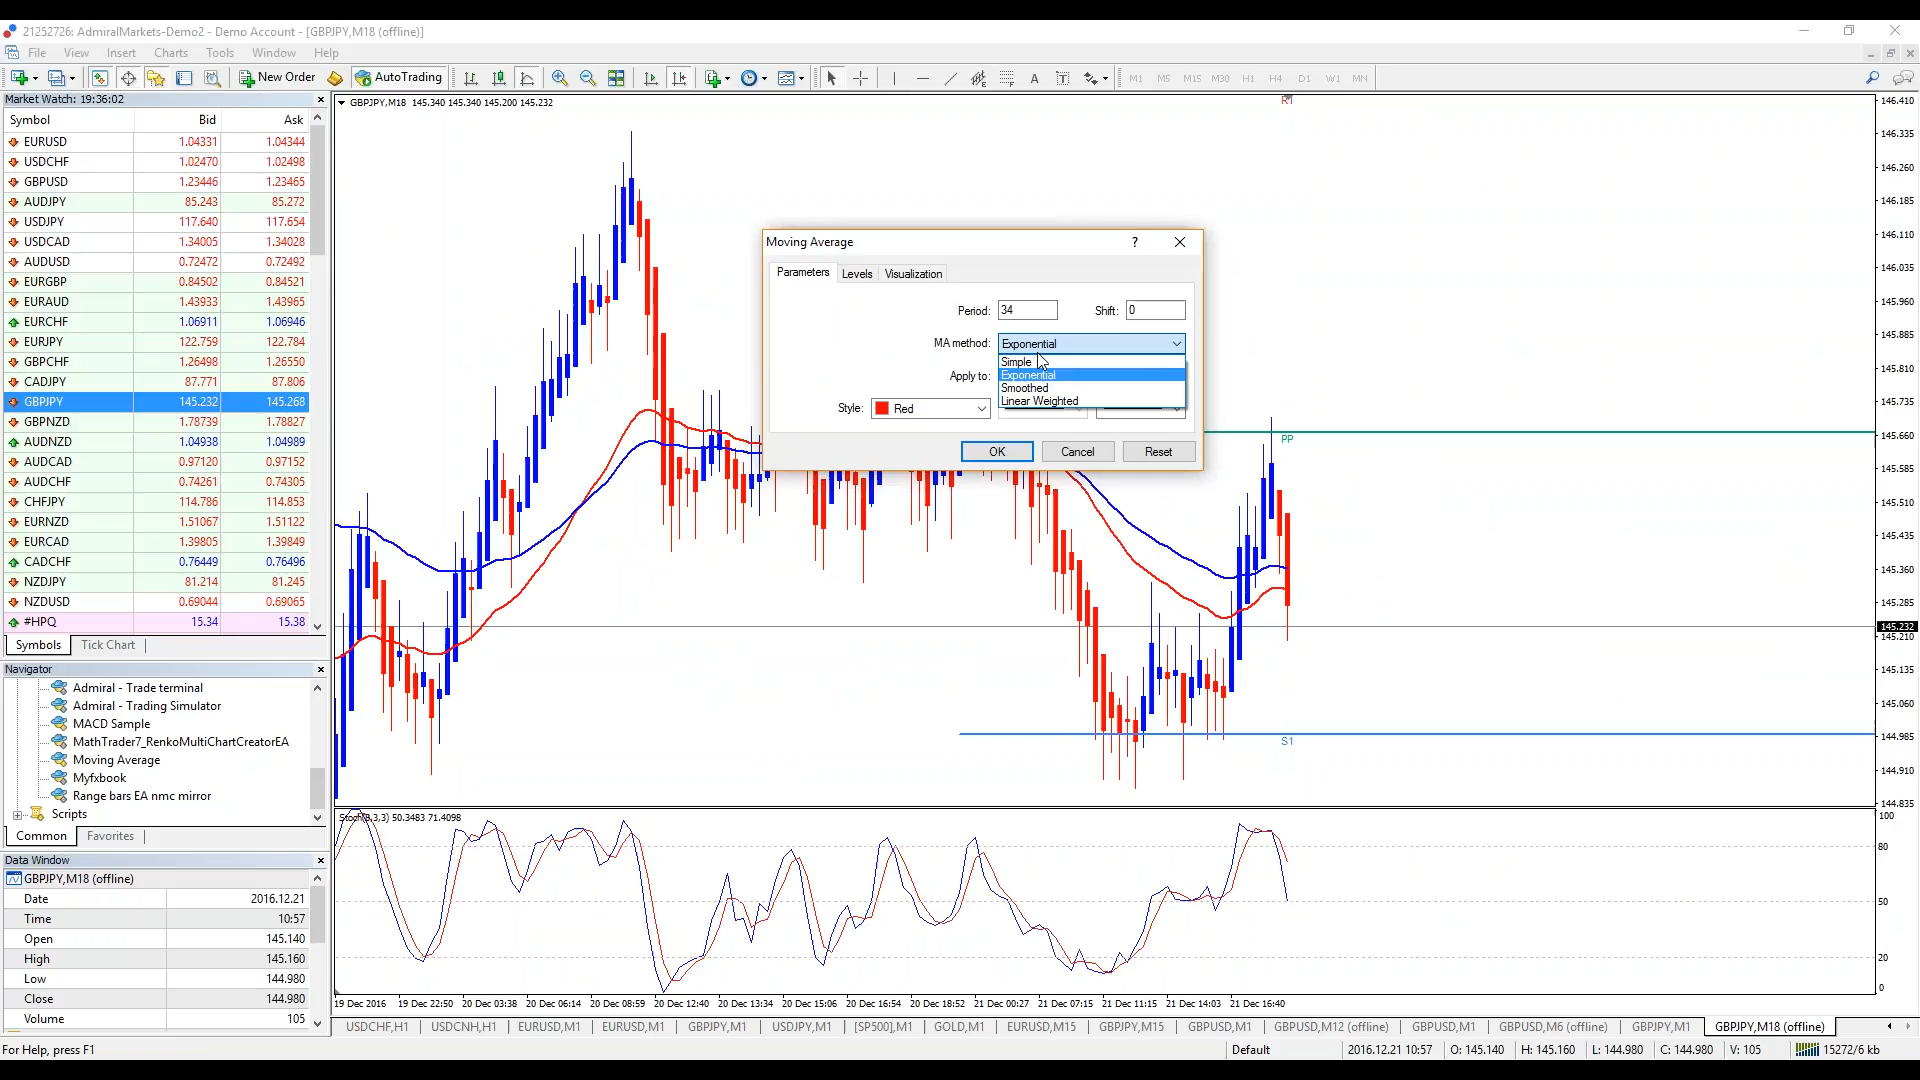 21252726: AdmiralMarkets-Demo2 - Demo Account - [GBPJPY,M18 (offline)]
File View Insert Charts Tools Window Help
New Order AutoTrading A T M1 M5 M15 M30 H1 H4 D1 W1 MN
Market Watch: 19:36:02
Symbol Bid Ask
EURUSD 1.04331 1.04344
USDCHF 1.02470 1.02498
GBPUSD 1.23446 1.23465
AUDJPY 85.243 85.272
USDJPY 117.640 117.654
USDCAD 1.34005 1.34028
AUDUSD 0.72472 0.72492
EURGBP 0.84502 0.84521
EURAUD 1.43933 1.43965
EURCHF 1.06911 1.06946
EURJPY 122.759 122.784
GBPCHF 1.26498 1.26550
CADJPY 87.771 87.806
GBPJPY 145.232 145.268
GBPNZD 1.78739 1.78827
AUDNZD 1.04938 1.04989
AUDCAD 0.97120 0.97152
AUDCHF 0.74261 0.74305
CHFJPY 114.786 114.853
EURNZD 1.51067 1.51122
EURCAD 1.39805 1.39849
CADCHF 0.76449 0.76496
NZDJPY 81.214 81.245
NZDUSD 0.69044 0.69065
#HPQ 15.34 15.38
Symbols Tick Chart
Navigator
Admiral - Trade terminal
Admiral - Trading Simulator
MACD Sample
MathTrader7_RenkoMultiChartCreatorEA
Moving Average
Myfxbook
Range bars EA nmc mirror
Scripts
Common Favorites
Data Window
GBPJPY,M18 (offline)
Date 2016.12.21
Time 10:57
Open 145.140
High 145.160
Low 144.980
Close 144.980
Volume 105
GBPJPY,M18 145.340 145.340 145.200 145.232
R1
Moving Average ?
Parameters Levels Visualization
Period: 34 Shift: 0
MA method: Exponential
Simple
Exponential
Smoothed
Linear Weighted
Apply to:
Style: Red
OK Cancel Reset
PP
S1
146.410
146.335
146.260
146.185
146.110
146.035
145.960
145.885
145.810
145.735
145.660
145.585
145.510
145.435
145.360
145.285
145.232
145.210
145.135
145.060
144.985
144.910
144.835
Stoch(8,3,3) 50.3483 71.4098
100
80
50
20
0
19 Dec 2016 19 Dec 22:50 20 Dec 03:38 20 Dec 06:14 20 Dec 08:59 20 Dec 12:40 20 Dec 13:34 20 Dec 15:06 20 Dec 16:54 20 Dec 18:52 21 Dec 00:27 21 Dec 07:15 21 Dec 11:15 21 Dec 14:03 21 Dec 16:40
USDCHF,H1 USDCNH,H1 EURUSD,M1 EURUSD,M1 GBPJPY,M1 USDJPY,M1 [SP500],M1 GOLD,M1 EURUSD,M15 GBPJPY,M15 GBPUSD,M1 GBPUSD,M12 (offline) GBPUSD,M1 GBPUSD,M6 (offline) GBPJPY,M1 GBPJPY,M18 (offline)
For Help, press F1 Default 2016.12.21 10:57 O: 145.140 H: 145.160 L: 144.980 C: 144.980 V: 105 15272/6 kb